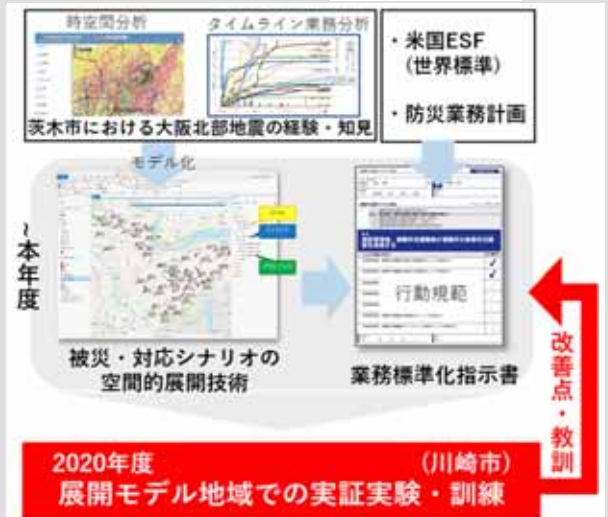 時空間分析
タイムライン業務分析
茨木市における大阪北部地震の経験・知見
・米国ESF
(世界標準)
・防災業務計画
モデル化
~本年度
行動規範
被災・対応シナリオの
空間的展開技術
業務標準化指示書
改善点・教訓
2020年度
(川崎市)
展開モデル地域での実証実験・訓練